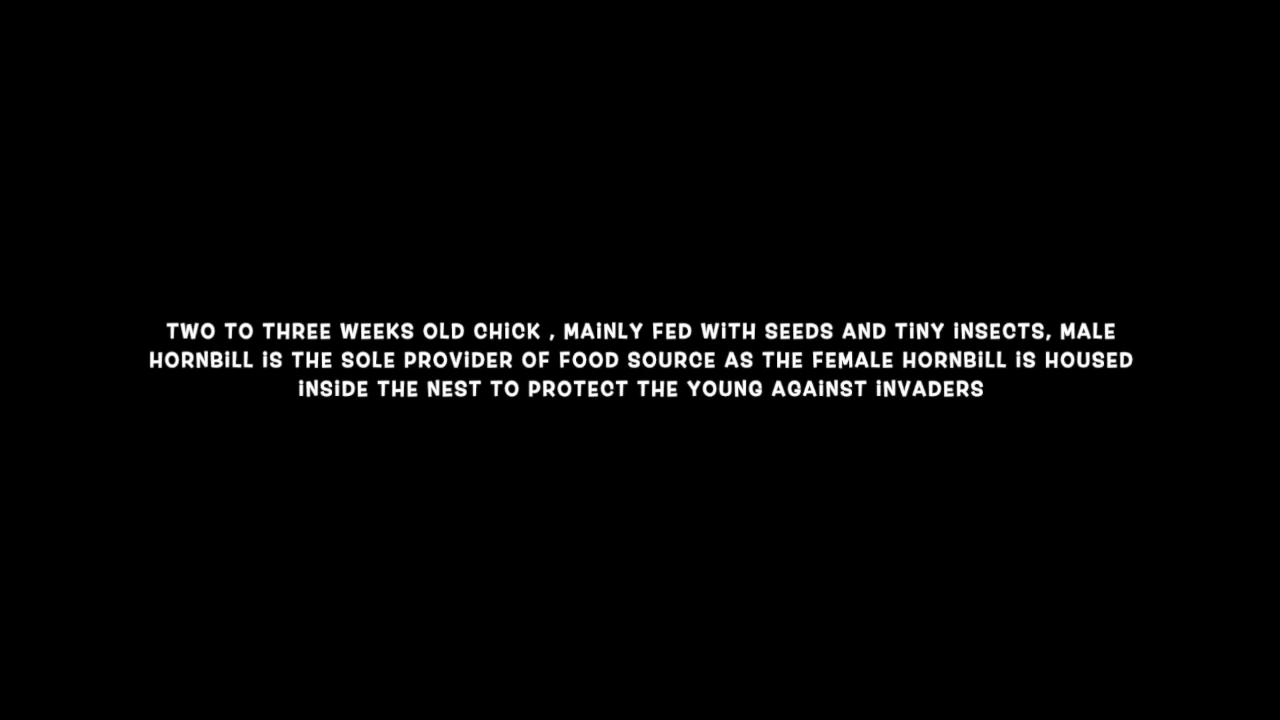 TWO TO THREE WEEKS OLD CHiCK , MAiNLY FED WiTH SEEDS AND TiNY iNSECTS, MALE
HORNBiLL iS THE SOLE PROViDER OF FOOD SOURCE AS THE FEMALE HORNBiLL iS HOUSED
iNSiDE THE NEST TO PROTECT THE YOUNG AGAiNST iNVADERS